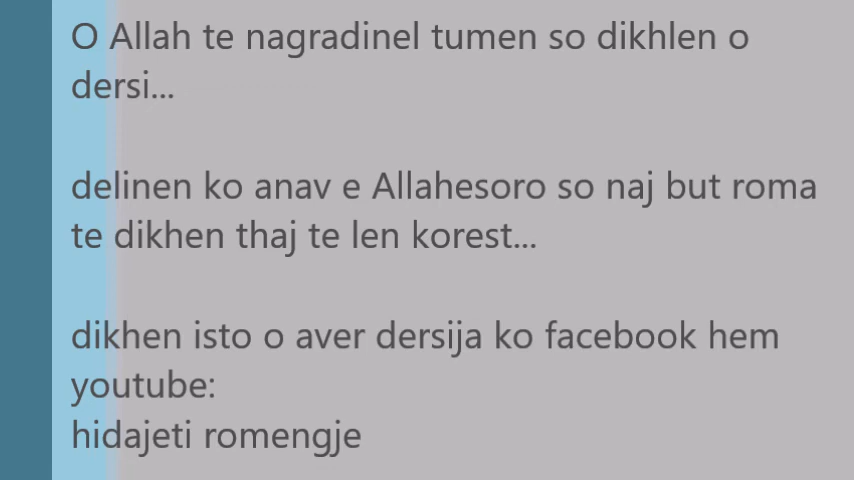 O Allah te nagradinel tumen so dikhlen o
dersi...
delinen ko anav e Allahesoro so naj but roma
te dikhen thaj te len korest...
dikhen isto o aver dersija ko facebook hem
youtube:
hidajeti romengje